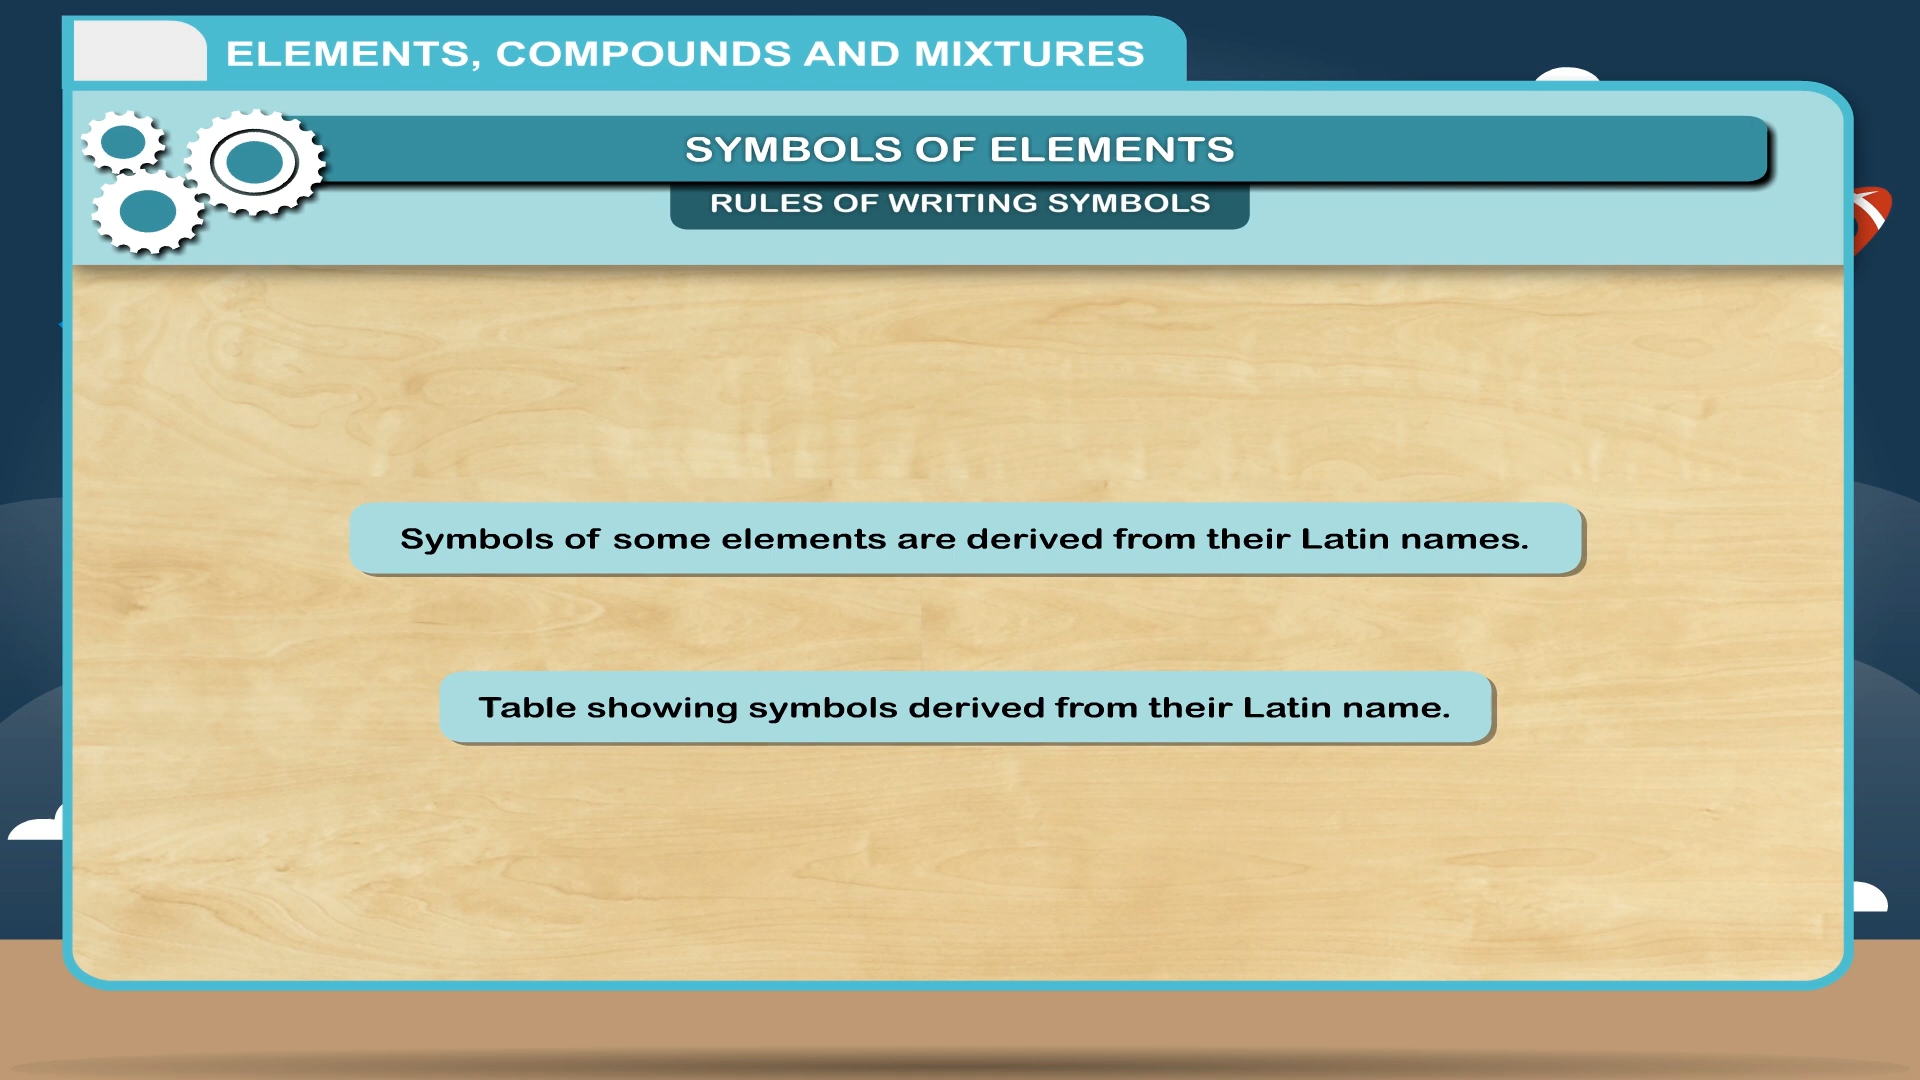 ELEMENTS, COMPOUNDS AND MIXTURES
SYMBOLS OF ELEMENTS
RULES OF WRITING SYMBOLS
Symbols of some elements are derived from their Latin names.
Table showing symbols derived from their Latin name.